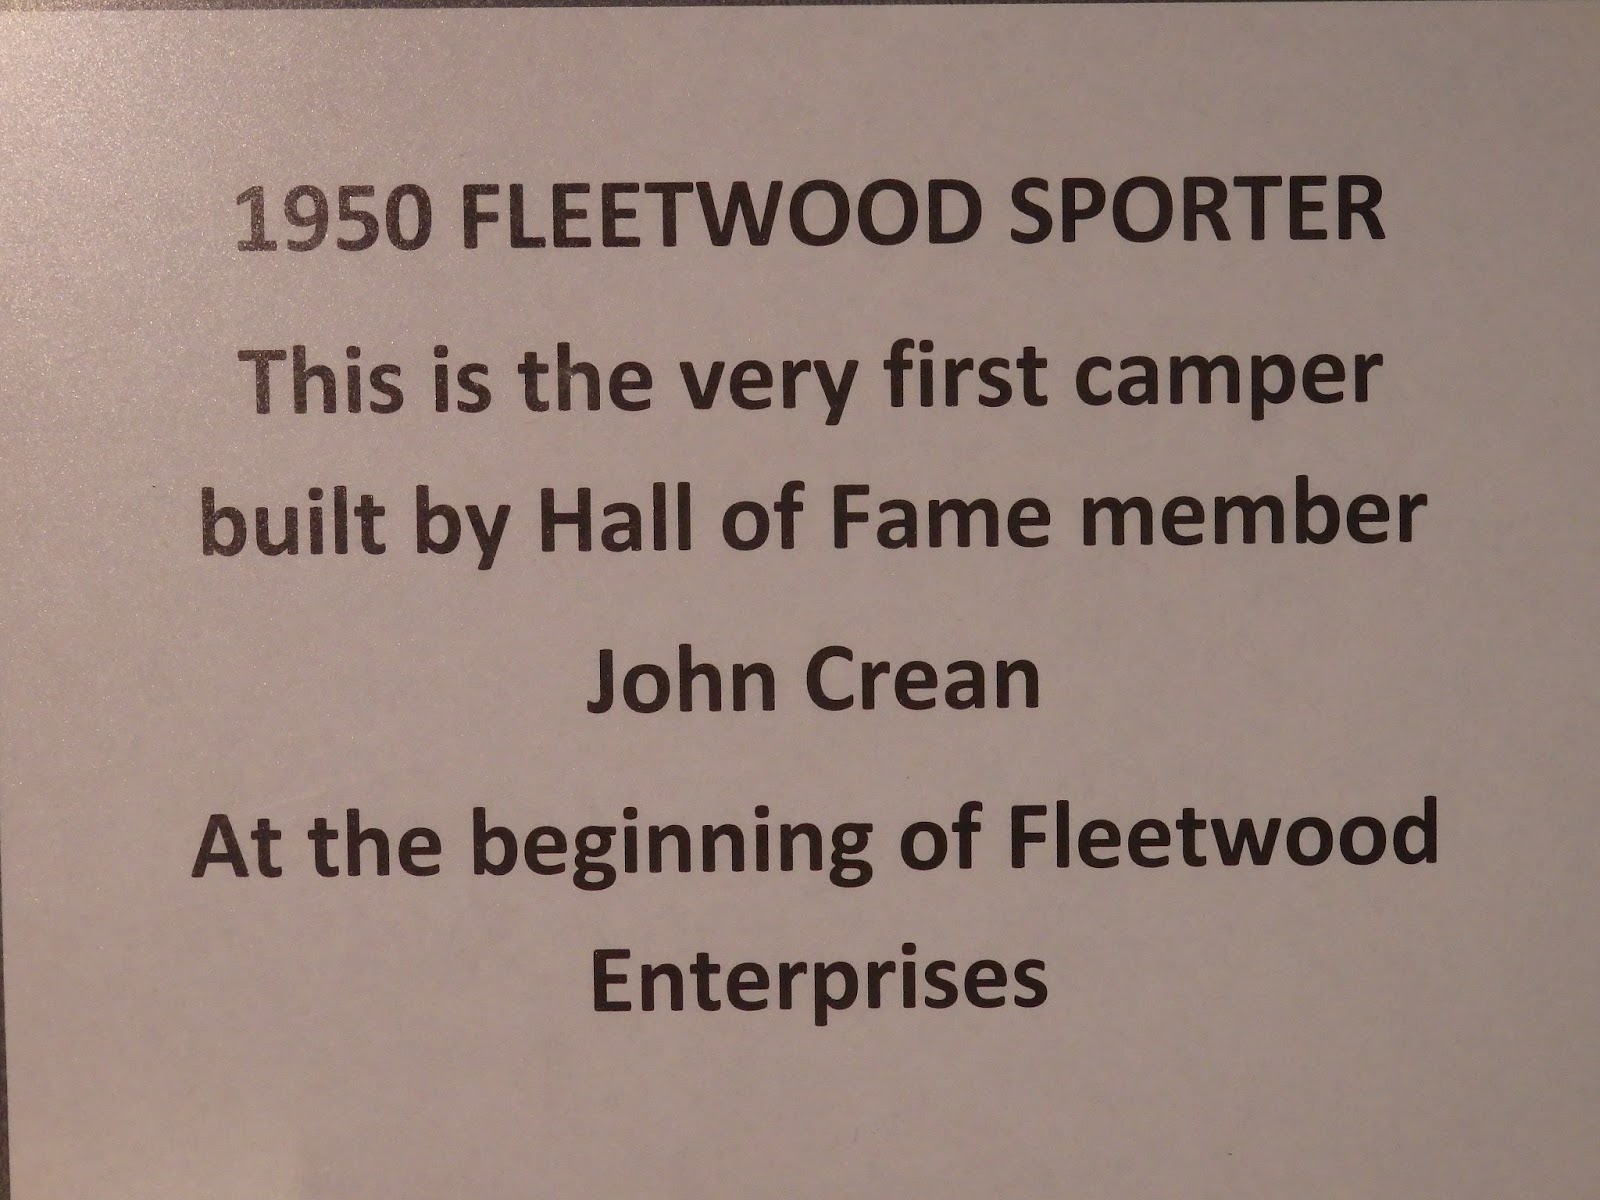 1950 FLEETWOOD SPORTER
This is the very first camper
built by Hall of Fame member
John Crean
At the beginning of Fleetwood
Enterprises